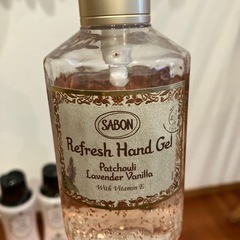 SABON
Refresh Hand Gel
Patchouli
Lavender Vanilla
With Vitamin E